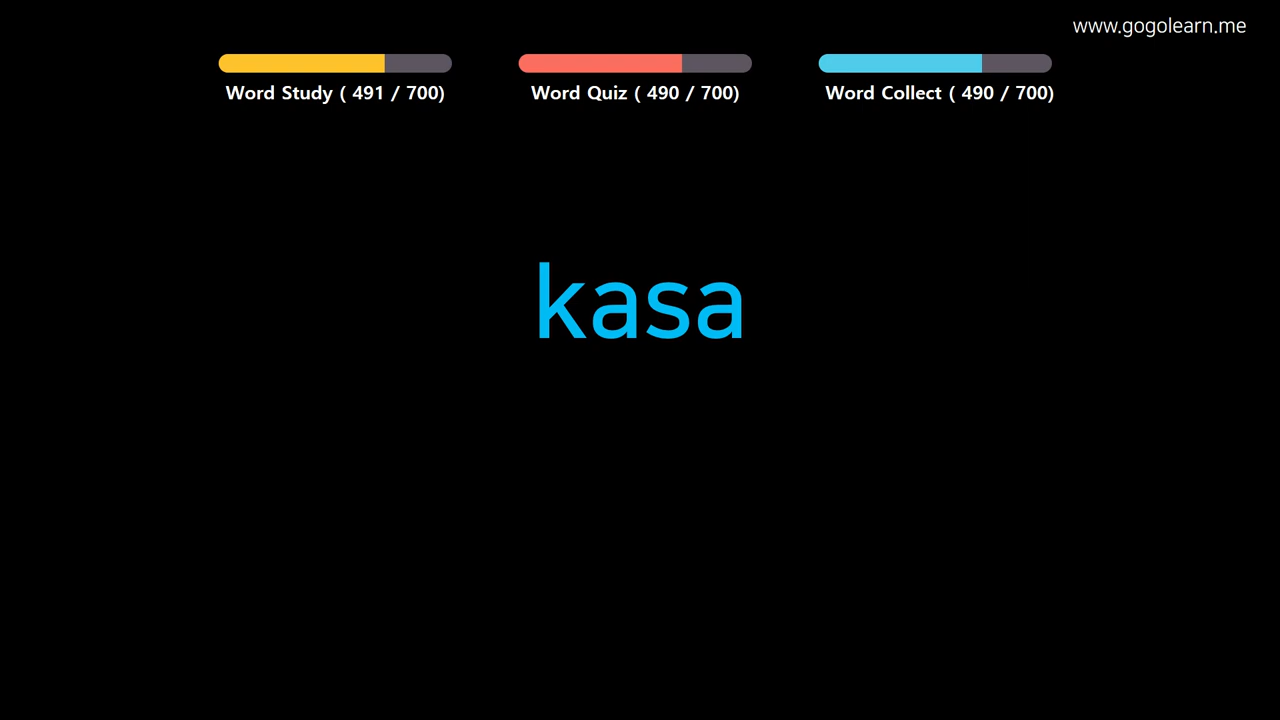 www.gogolearn.me
Word Study ( 491 / 700)
Word Quiz ( 490 / 700)
Word Collect ( 490 / 700)
kasa